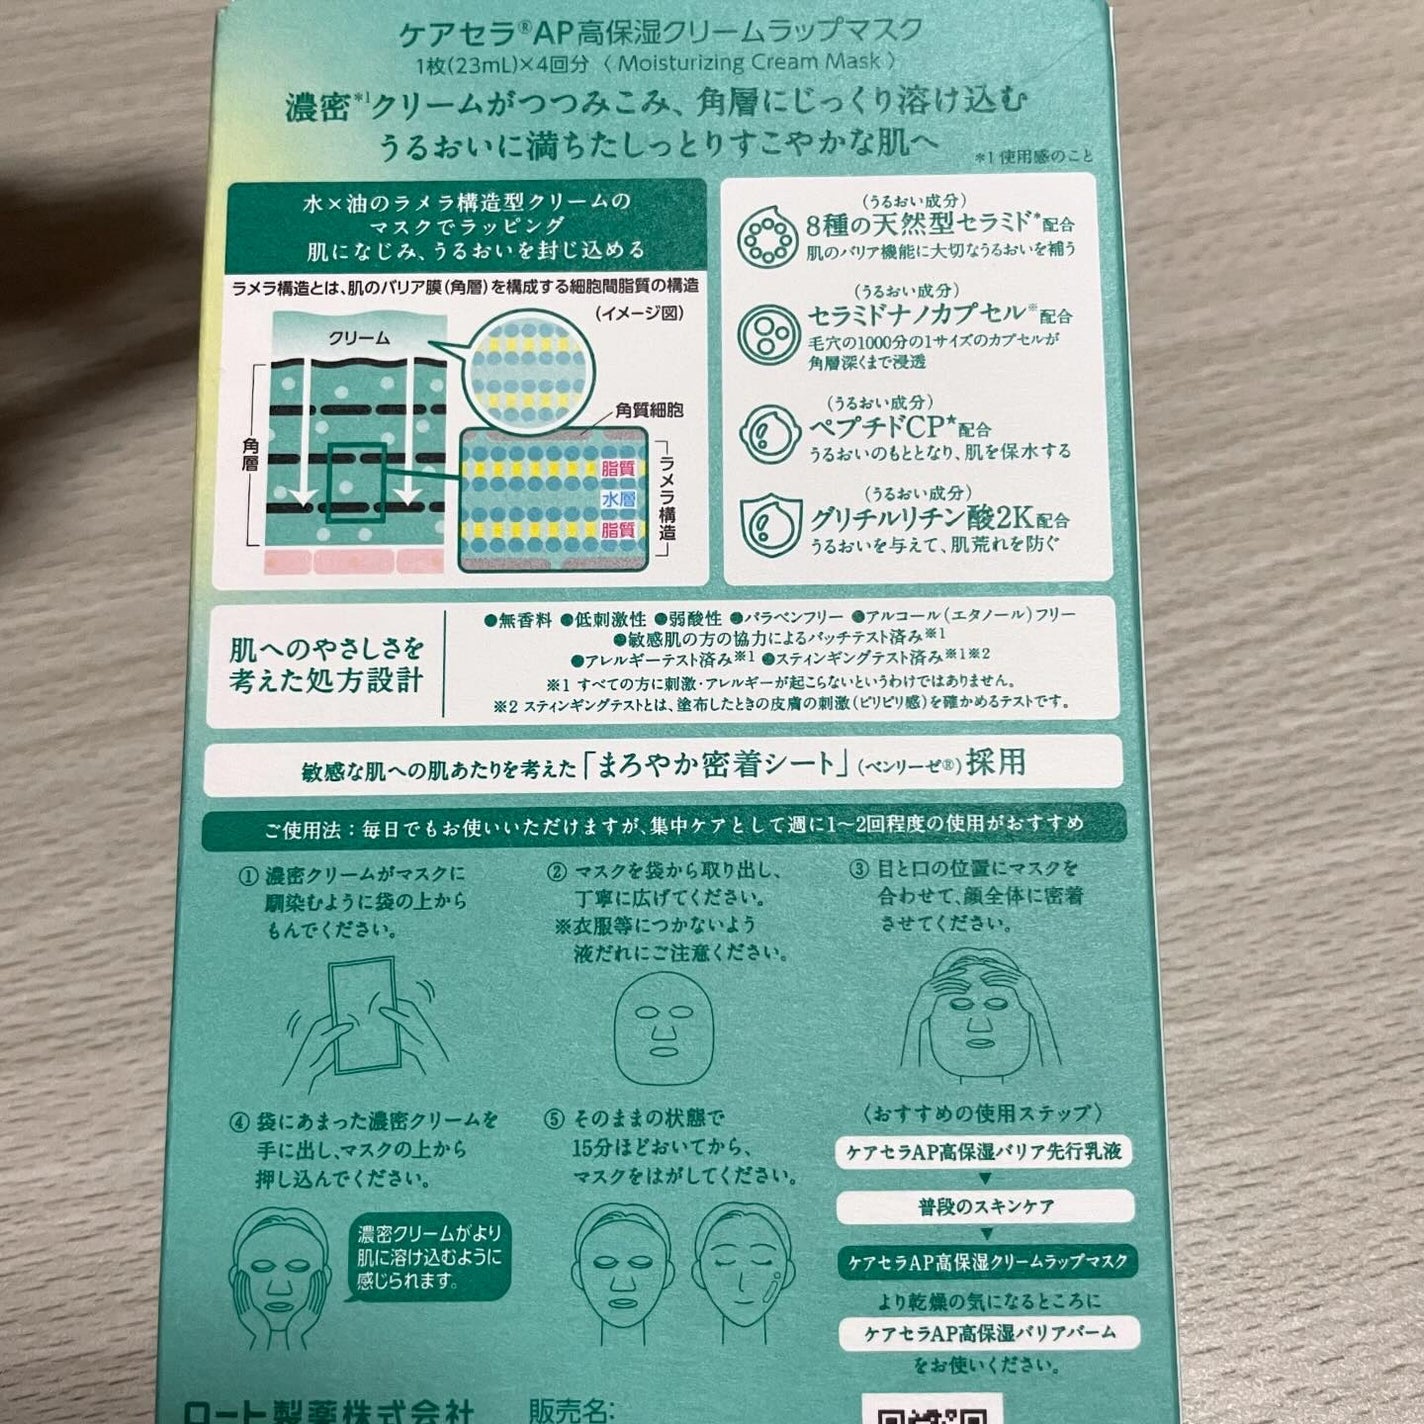 ケアセラ®AP高保湿クリームラップマスク
1枚(23mL)×4回分〈Moisturizing Cream Mask〉
濃密*1クリームがつつみこみ、角層にじっくり溶け込む
うるおいに満ちたしっとりすこやかな肌へ
*1 使用感のこと
水×油のラメラ構造型クリームの
マスクでラッピング
肌になじみ、うるおいを封じ込める
ラメラ構造とは、肌のバリア膜(角層)を構成する細胞間脂質の構造
(イメージ図)
クリーム
角質細胞
角層
脂質
水層
脂質
ラメラ構造
(うるおい成分)
8種の天然型セラミド*配合
肌のバリア機能に大切なうるおいを補う
(うるおい成分)
セラミドナノカプセル※配合
毛穴の1000分の1サイズのカプセルが
角層深くまで浸透
(うるおい成分)
ペプチドCP★配合
うるおいのもととなり、肌を保水する
(うるおい成分)
グリチルリチン酸2K配合
うるおいを与えて、肌荒れを防ぐ
肌へのやさしさを
考えた処方設計
●無香料 ●低刺激性 ●弱酸性 ●パラベンフリー ●アルコール(エタノール)フリー
●敏感肌の方の協力によるパッチテスト済み※1
●アレルギーテスト済み※1 ●スティンギングテスト済み※1※2
※1 すべての方に刺激・アレルギーが起こらないというわけではありません。
※2 スティンギングテストとは、塗布したときの皮膚の刺激(ピリピリ感)を確かめるテストです。
敏感な肌への肌あたりを考えた「まろやか密着シート」(ベンリーゼ®)採用
ご使用法：毎日でもお使いいただけますが、集中ケアとして週に1〜2回程度の使用がおすすめ
① 濃密クリームがマスクに
馴染むように袋の上から
もんでください。
② マスクを袋から取り出し、
丁寧に広げてください。
※衣服等につかないよう
液だれにご注意ください。
③ 目と口の位置にマスクを
合わせて、顔全体に密着
させてください。
④ 袋にあまった濃密クリームを
手に出し、マスクの上から
押し込んでください。
濃密クリームがより
肌に溶け込むように
感じられます。
⑤ そのままの状態で
15分ほどおいてから、
マスクをはがしてください。
〈おすすめの使用ステップ〉
ケアセラAP高保湿バリア先行乳液
▼
普段のスキンケア
▼
ケアセラAP高保湿クリームラップマスク
より乾燥の気になるところに
ケアセラAP高保湿バリアバーム
をお使いください。
ロート製薬株式会社
販売名: